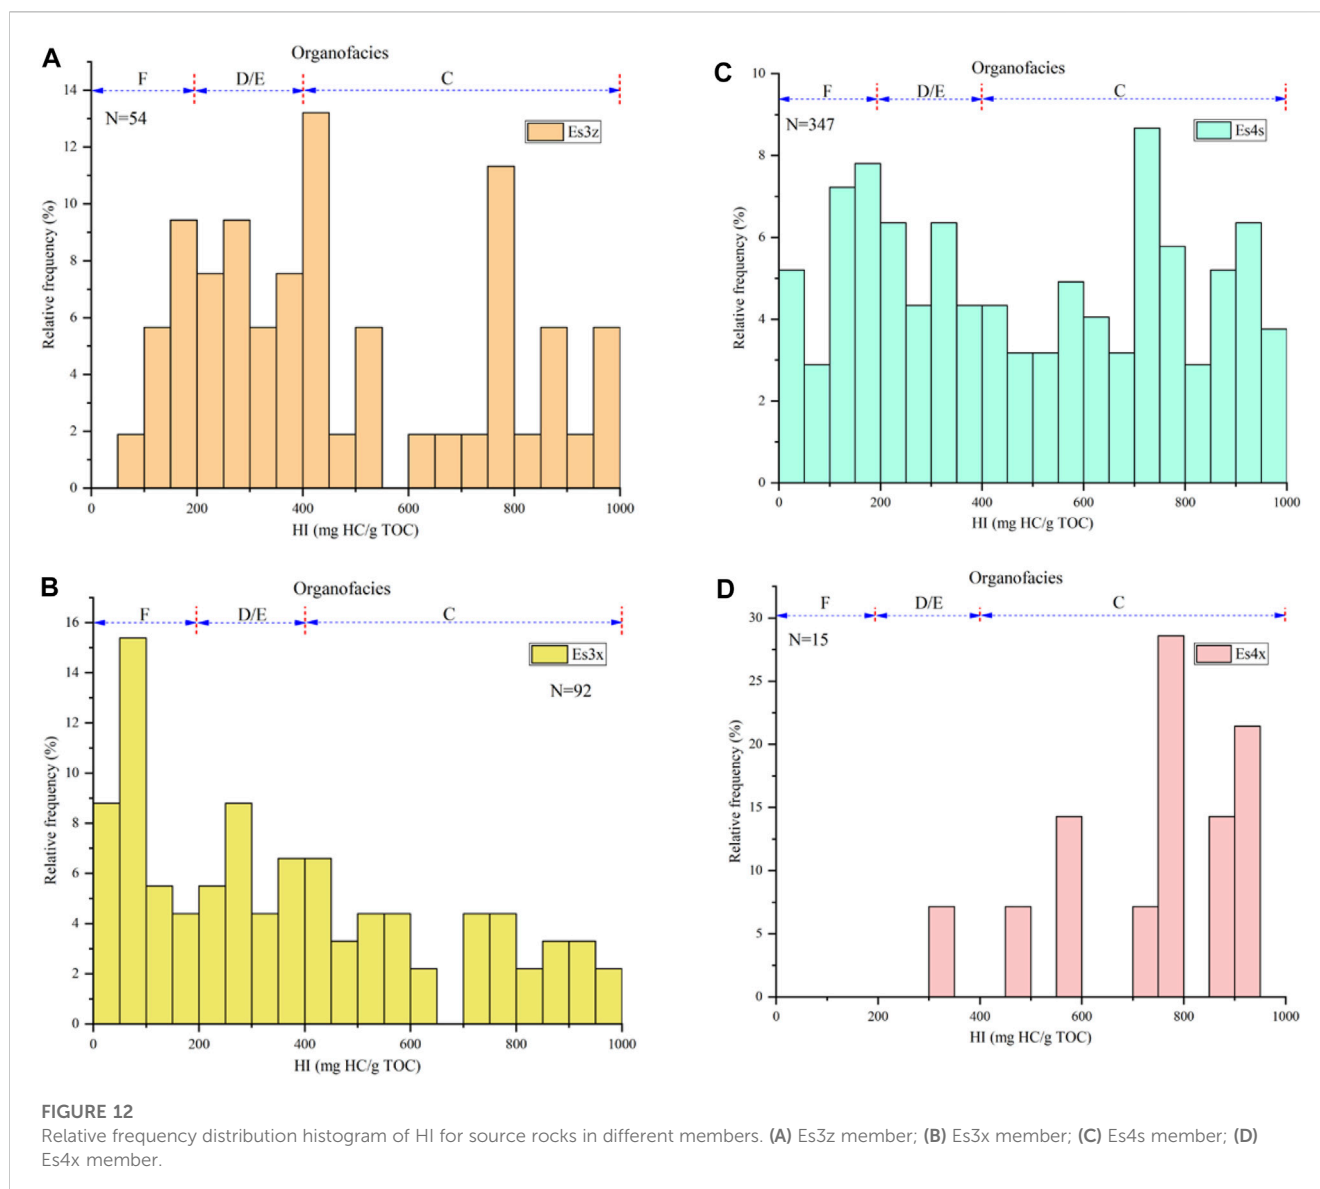 A
Organofacies
F
D/E
C
N=54
Es3z
14
12
10
8
6
4
2
0
Relative frequency (%)
0
200
400
600
800
1000
HI (mg HC/g TOC)
B
Organofacies
F
D/E
C
Es3x
N=92
16
14
12
10
8
6
4
2
0
Relative frequency (%)
0
200
400
600
800
1000
HI (mg HC/g TOC)
C
Organofacies
F
D/E
C
N=347
Es4s
10
8
6
4
2
0
Relative frequency (%)
0
200
400
600
800
1000
HI (mg HC/g TOC)
D
Organofacies
F
D/E
C
N=15
Es4x
30
25
20
15
10
5
0
Relative frequency (%)
0
200
400
600
800
1000
HI (mg HC/g TOC)
FIGURE 12
Relative frequency distribution histogram of HI for source rocks in different members. (A) Es3z member; (B) Es3x member; (C) Es4s member; (D)
Es4x member.